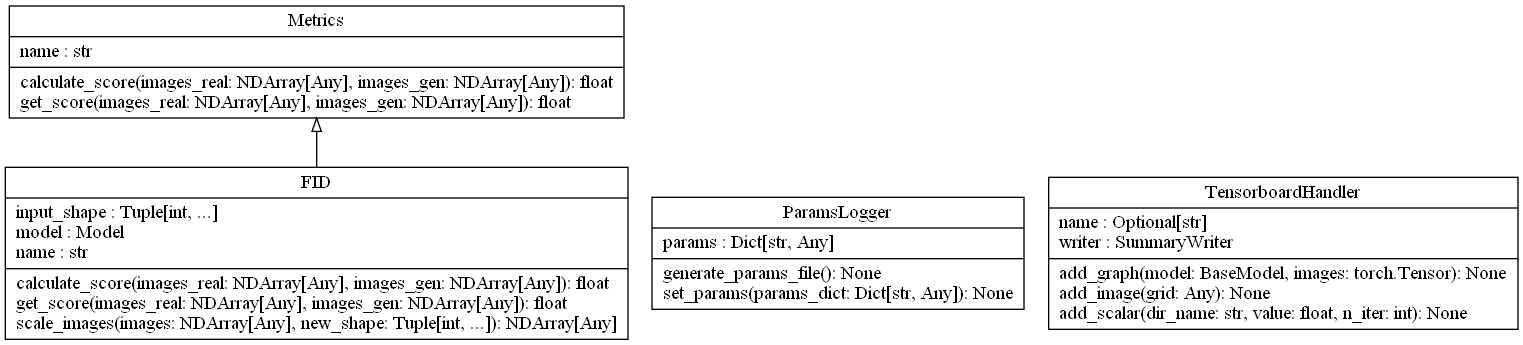 Metrics
name : str
calculate_score(images_real: NDArray[Any], images_gen: NDArray[Any]): float
get_score(images_real: NDArray[Any], images_gen: NDArray[Any]): float
FID
input_shape : Tuple[int, ...]
model : Model
name : str
calculate_score(images_real: NDArray[Any], images_gen: NDArray[Any]): float
get_score(images_real: NDArray[Any], images_gen: NDArray[Any]): float
scale_images(images: NDArray[Any], new_shape: Tuple[int, ...]): NDArray[Any]
ParamsLogger
params : Dict[str, Any]
generate_params_file(): None
set_params(params_dict: Dict[str, Any]): None
TensorboardHandler
name : Optional[str]
writer : SummaryWriter
add_graph(model: BaseModel, images: torch.Tensor): None
add_image(grid: Any): None
add_scalar(dir_name: str, value: float, n_iter: int): None